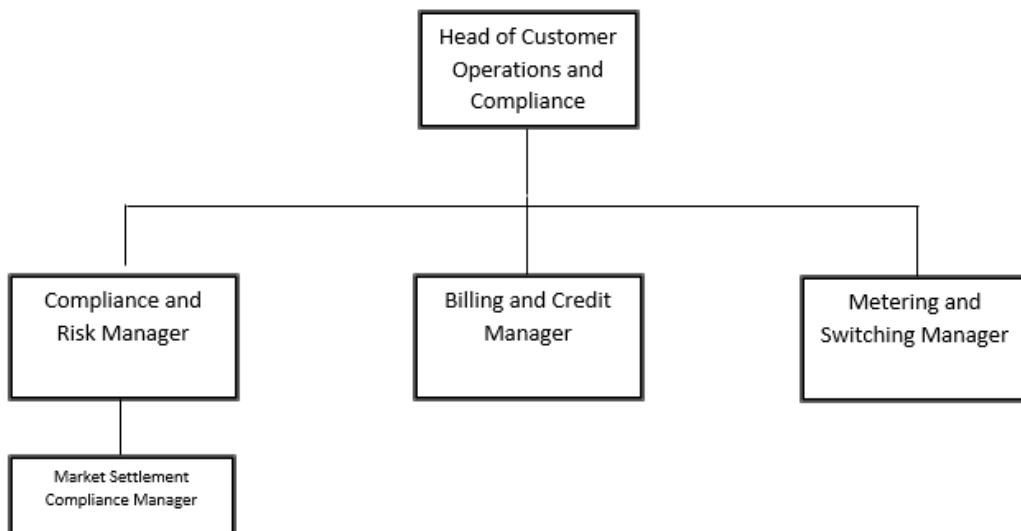 Head of Customer
Operations and
Compliance
Compliance and
Risk Manager
Billing and Credit
Manager
Metering and
Switching Manager
Market Settlement
Compliance Manager